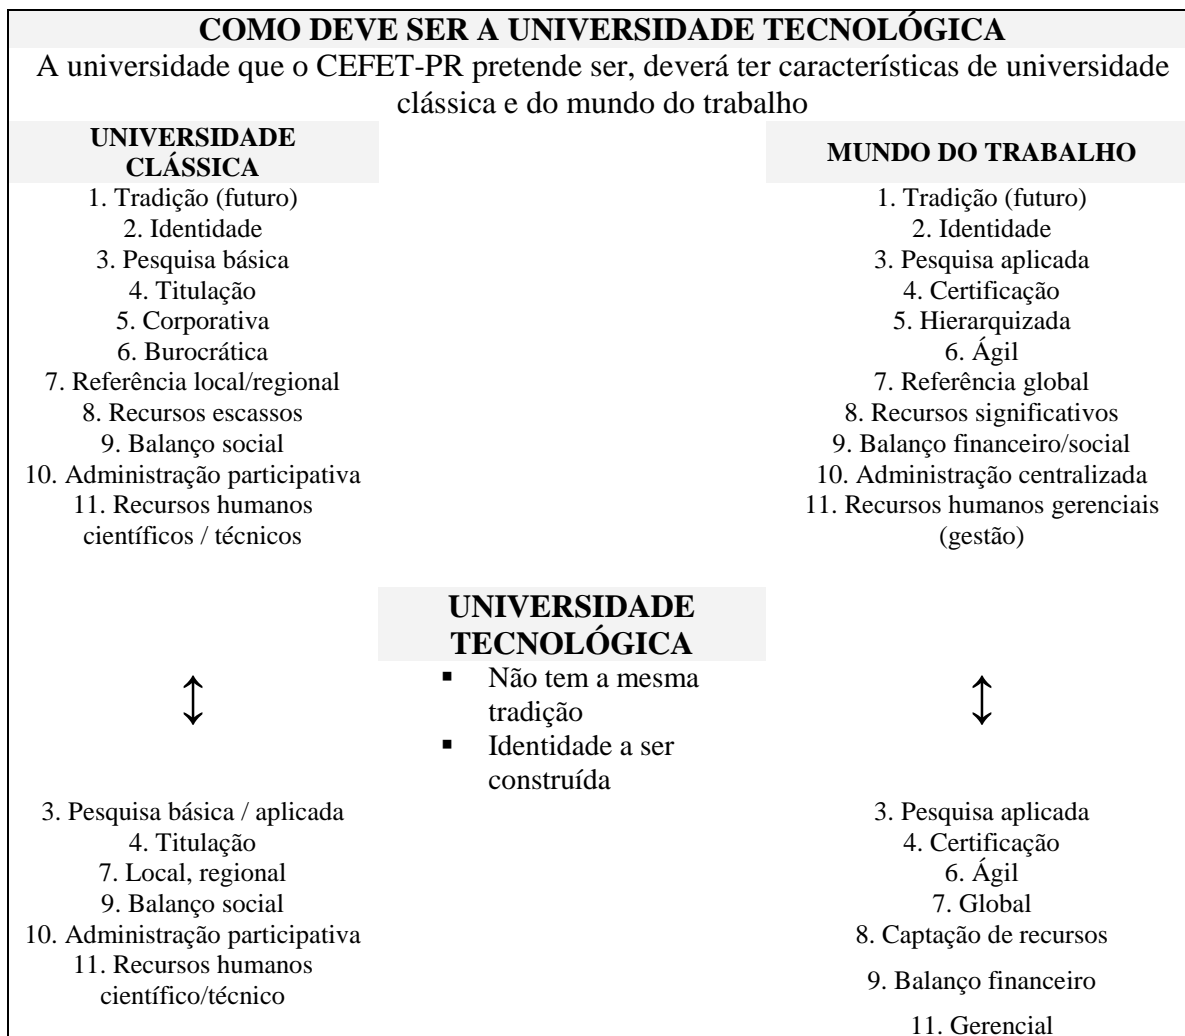 COMO DEVE SER A UNIVERSIDADE TECNOLÓGICA
A universidade que o CEFET-PR pretende ser, deverá ter características de universidade
clássica e do mundo do trabalho
UNIVERSIDADE
CLÁSSICA
1. Tradição (futuro)
2. Identidade
3. Pesquisa básica
4. Titulação
5. Corporativa
6. Burocrática
7. Referência local/regional
8. Recursos escassos
9. Balanço social
10. Administração participativa
11. Recursos humanos
científicos / técnicos
MUNDO DO TRABALHO
1. Tradição (futuro)
2. Identidade
3. Pesquisa aplicada
4. Certificação
5. Hierarquizada
6. Ágil
7. Referência global
8. Recursos significativos
9. Balanço financeiro/social
10. Administração centralizada
11. Recursos humanos gerenciais
(gestão)
UNIVERSIDADE
TECNOLÓGICA
▪ Não tem a mesma
tradição
▪ Identidade a ser
construída
↕
↕
3. Pesquisa básica / aplicada
4. Titulação
7. Local, regional
9. Balanço social
10. Administração participativa
11. Recursos humanos
científico/técnico
3. Pesquisa aplicada
4. Certificação
6. Ágil
7. Global
8. Captação de recursos
9. Balanço financeiro
11. Gerencial